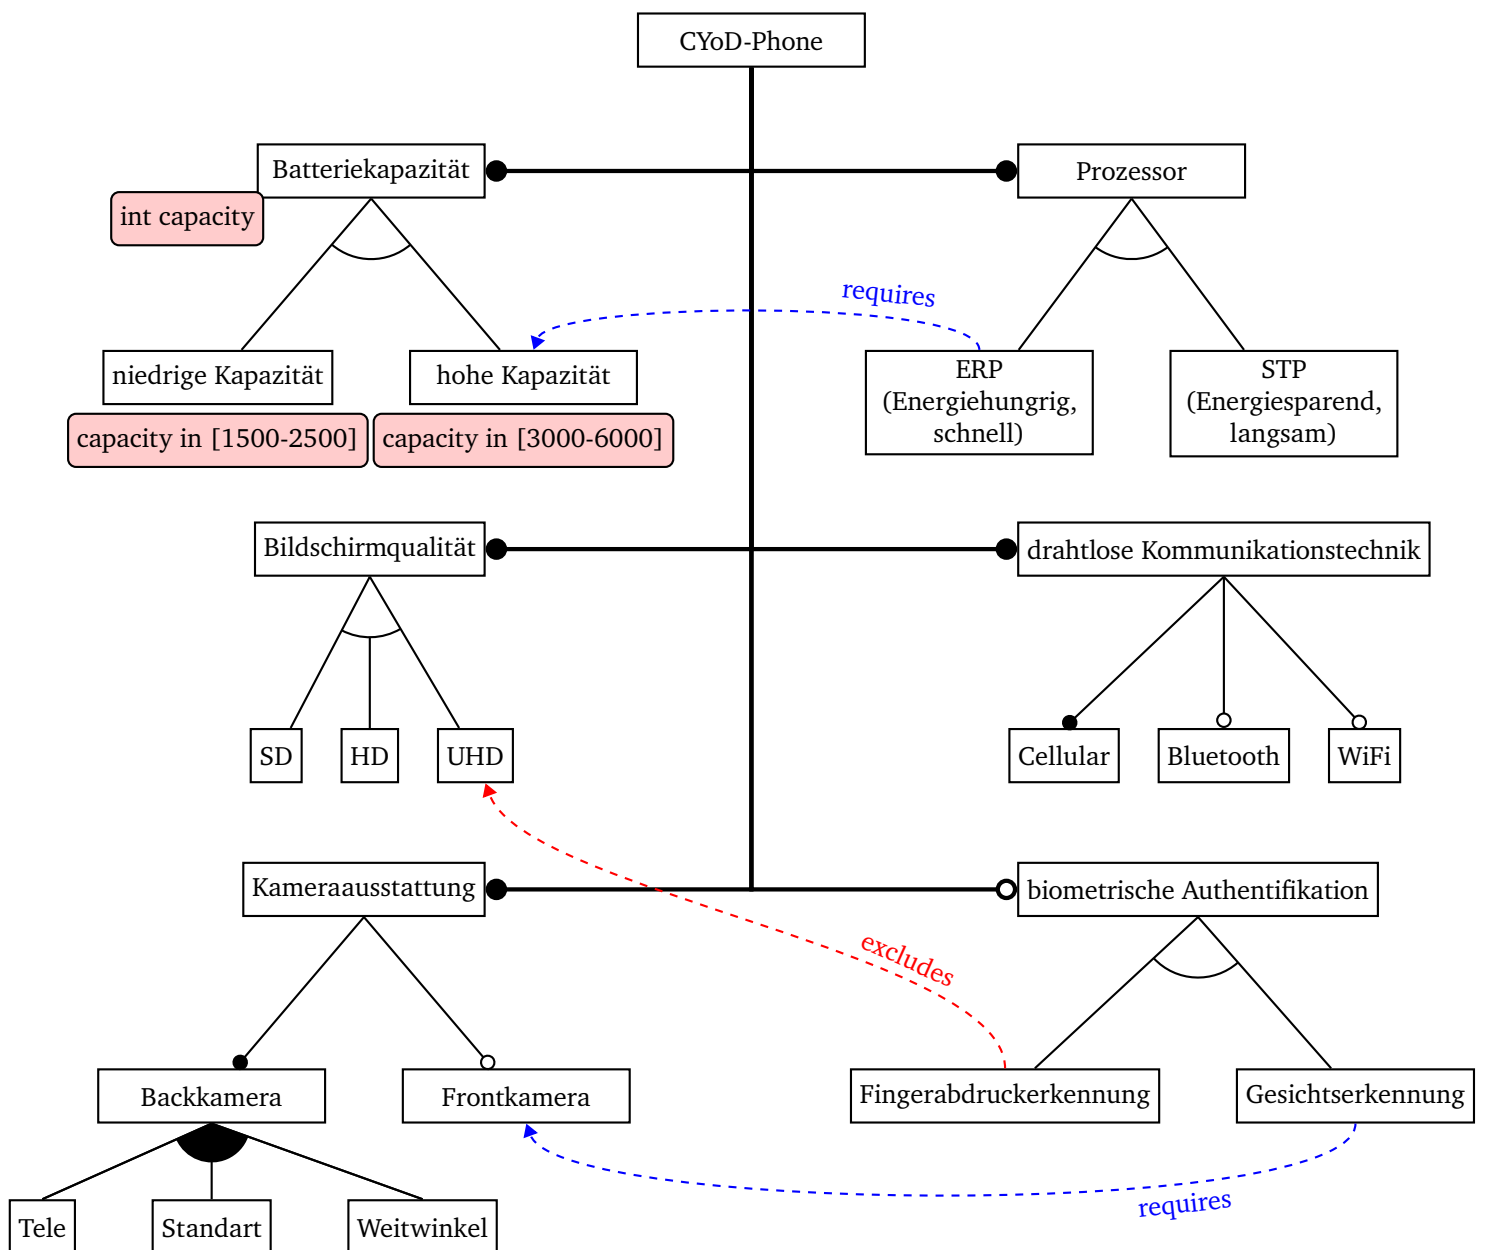 CYoD-Phone
Batteriekapazität
Prozessor
int capacity
requires
niedrige Kapazität
hohe Kapazität
ERP
(Energiehungrig,
schnell)
STP
(Energiesparend,
langsam)
capacity in [1500-2500]
capacity in [3000-6000]
Bildschirmqualität
drahtlose Kommunikationstechnik
SD
HD
UHD
Cellular
Bluetooth
WiFi
Kameraausstattung
biometrische Authentifikation
excludes
Backkamera
Frontkamera
Fingerabdruckerkennung
Gesichtserkennung
requires
Tele
Standart
Weitwinkel